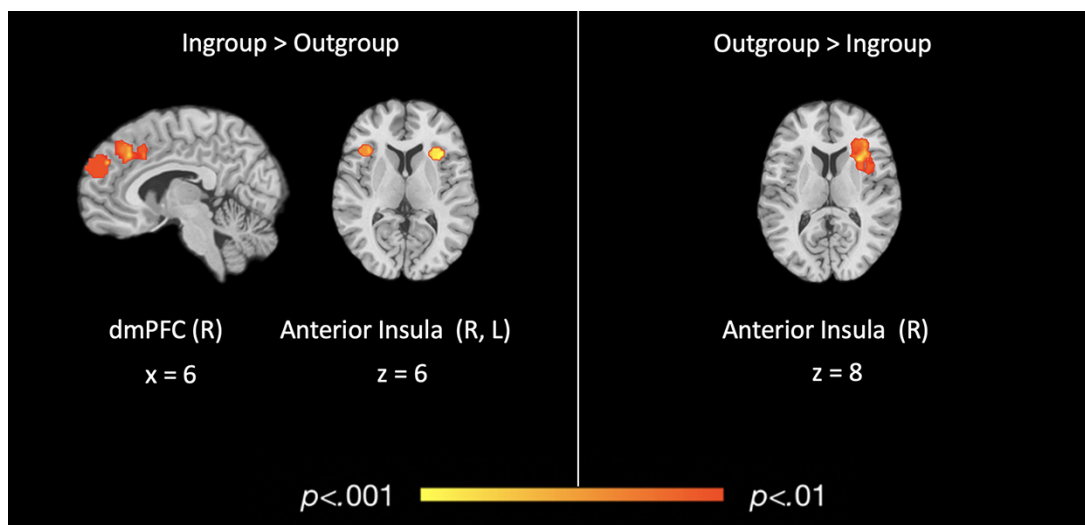 Ingroup > Outgroup
Outgroup > Ingroup
dmPFC (R)
Anterior Insula (R, L)
Anterior Insula (R)
x = 6
z = 6
z = 8
p<.001
p<.01